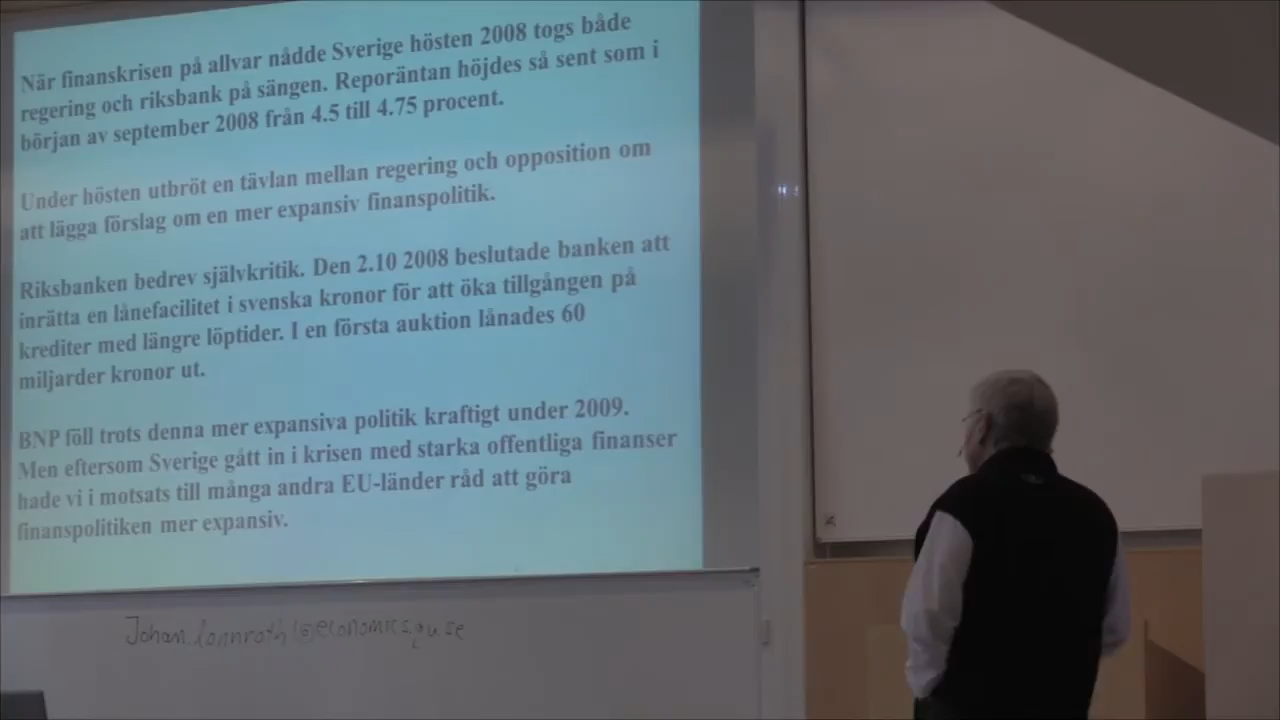 När finanskrisen på allvar nådde Sverige hösten 2008 togs både
regering och riksbank på sängen. Reporäntan höjdes så sent som i
början av september 2008 från 4.5 till 4.75 procent.
Under hösten utbröt en tävlan mellan regering och opposition om
att lägga förslag om en mer expansiv finanspolitik.
Riksbanken bedrev självkritik. Den 2.10 2008 beslutade banken att
inrätta en lånefacilitet i svenska kronor för att öka tillgången på
krediter med längre löptider. I en första auktion lånades 60
miljarder kronor ut.
BNP föll trots denna mer expansiva politik kraftigt under 2009.
Men eftersom Sverige gått in i krisen med starka offentliga finanser
hade vi i motsats till många andra EU-länder råd att göra
finanspolitiken mer expansiv.
Johan.lonnroth@economics.gu.se